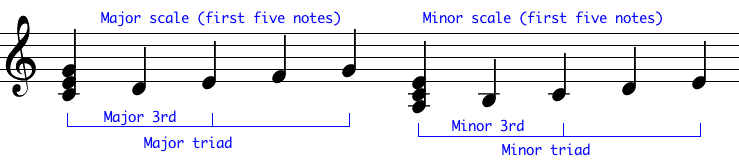 Major scale (first five notes)
Minor scale (first five notes)
Major 3rd
Major triad
Minor 3rd
Minor triad